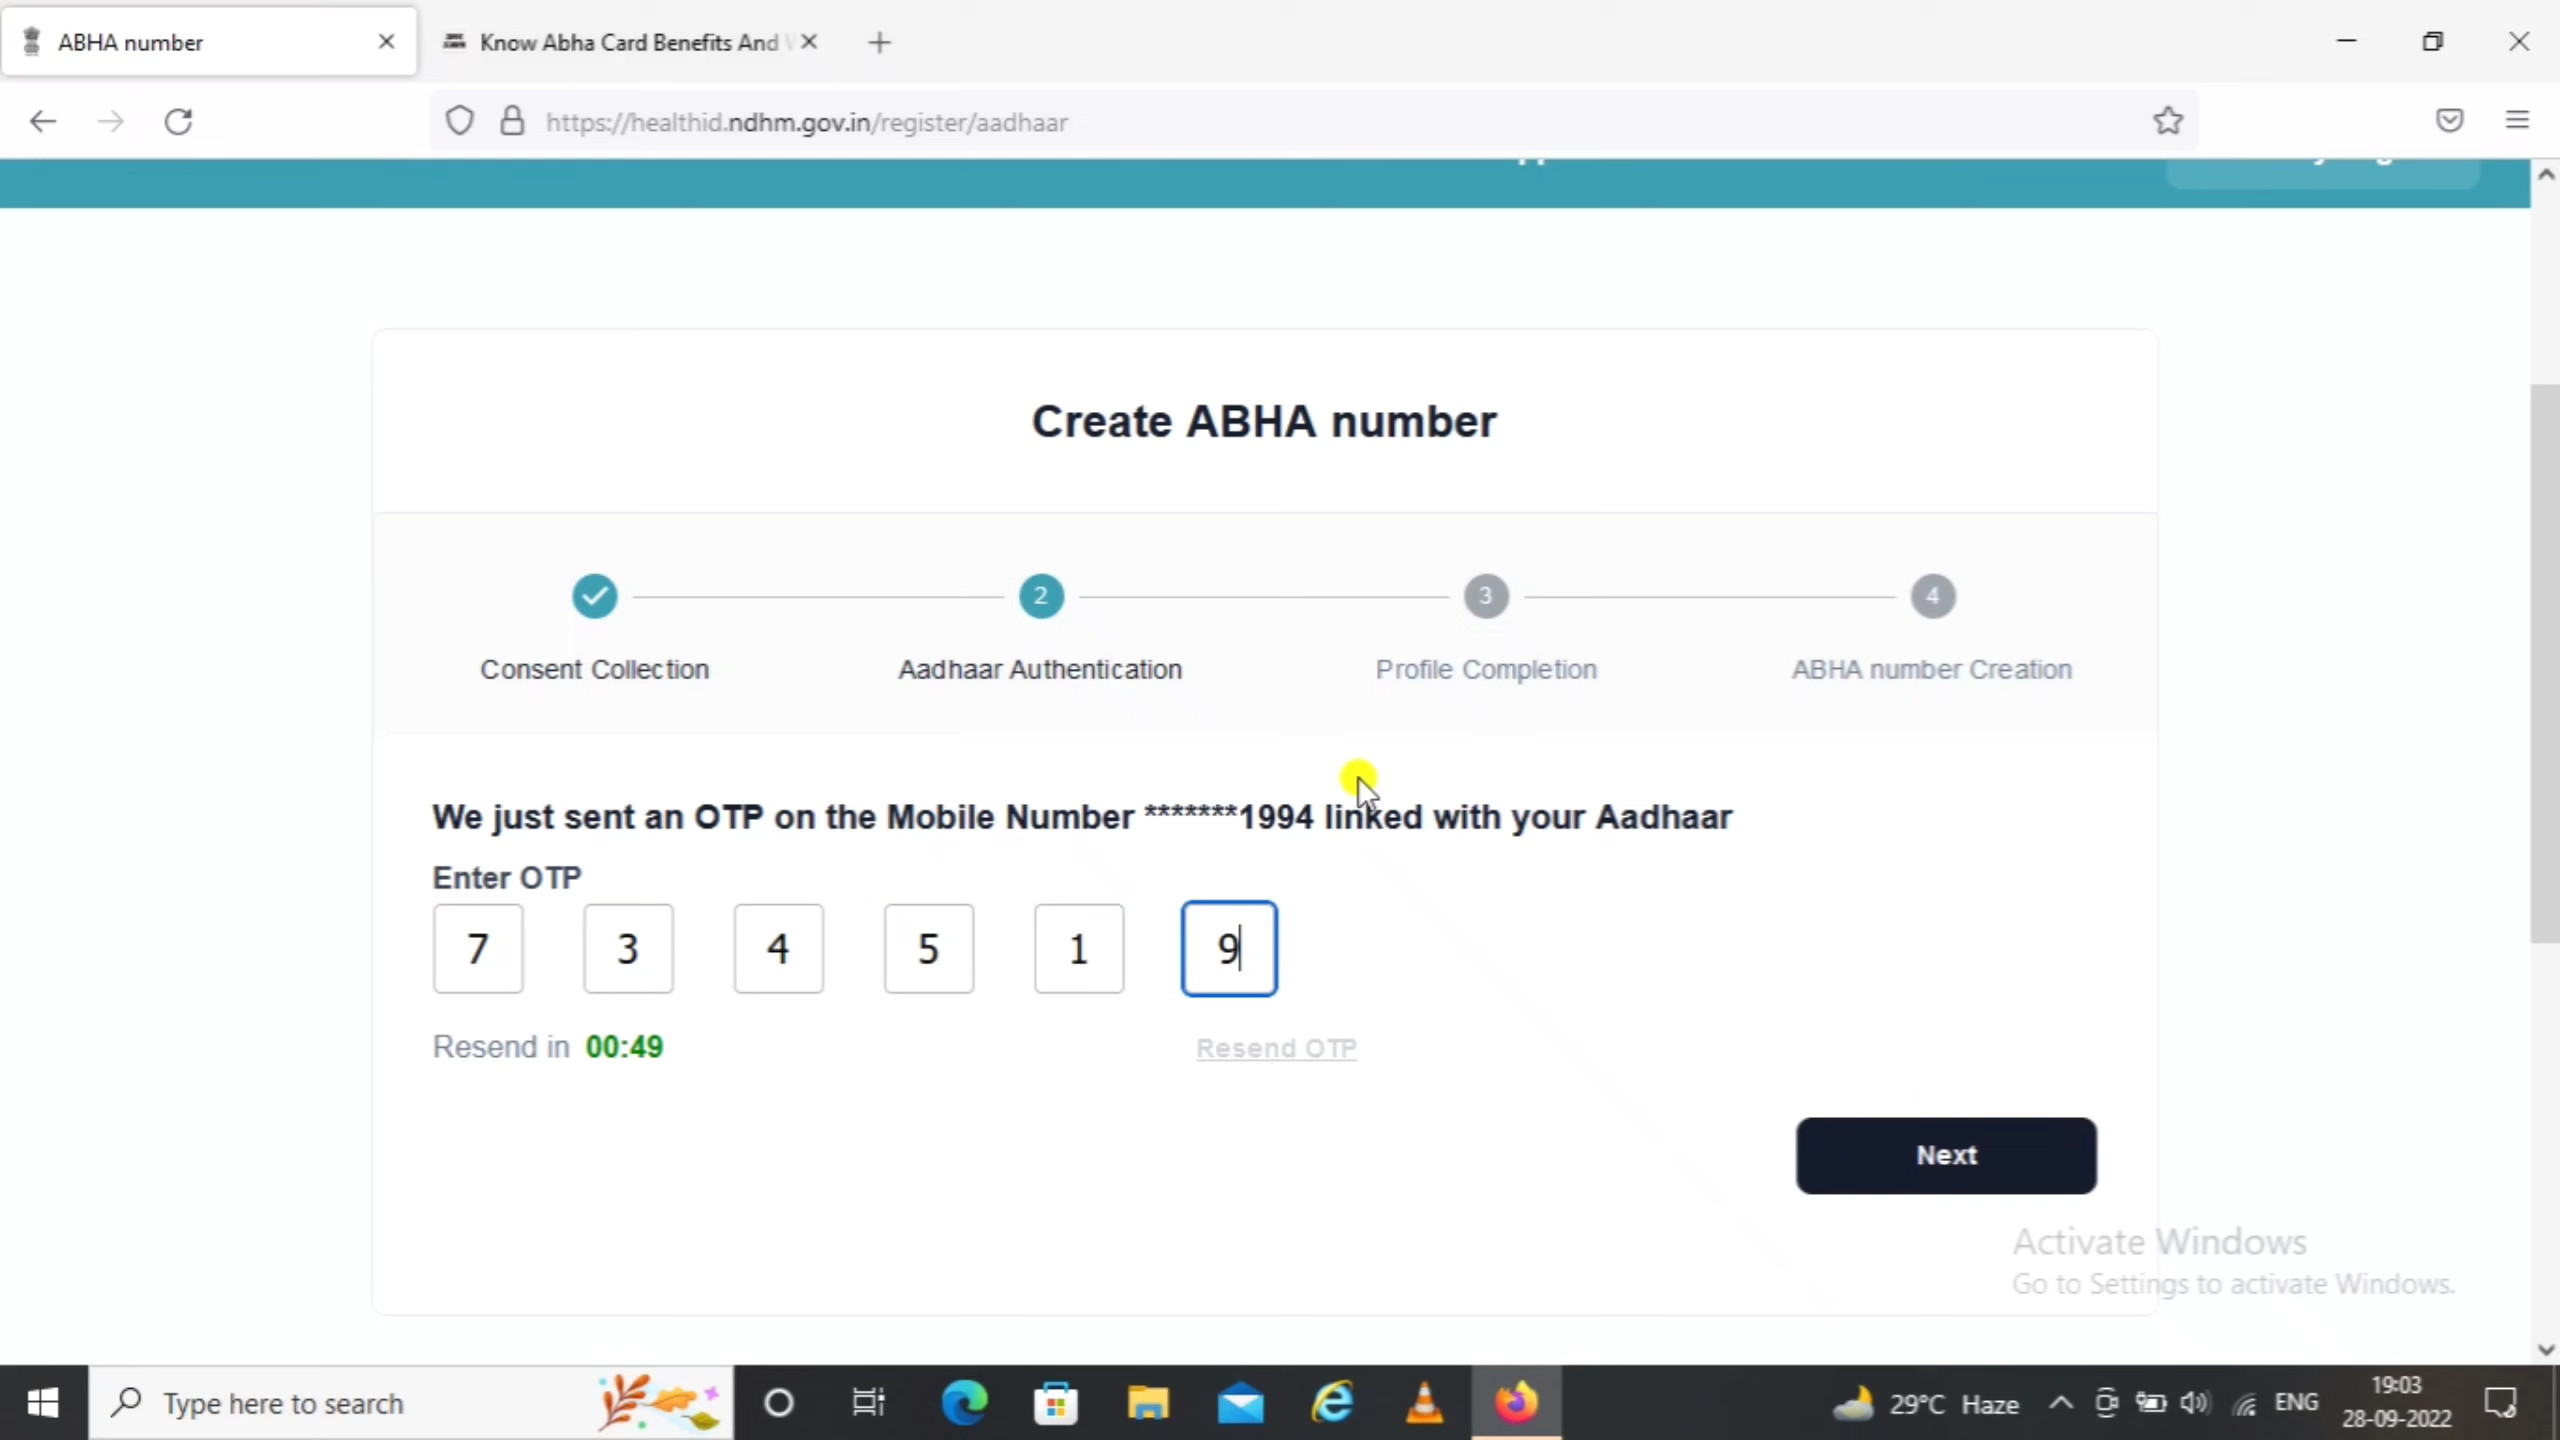 ABHA number
Know Abha Card Benefits And
https://healthid.ndhm.gov.in/register/aadhaar
Create ABHA number
2
3
4
Consent Collection
Aadhaar Authentication
Profile Completion
ABHA number Creation
We just sent an OTP on the Mobile Number *******1994 linked with your Aadhaar
Enter OTP
7 3 4 5 1 9
Resend in 00:49
Resend OTP
Next
Activate Windows
Go to Settings to activate Windows.
Type here to search
29°C Haze
ENG
19:03
28-09-2022